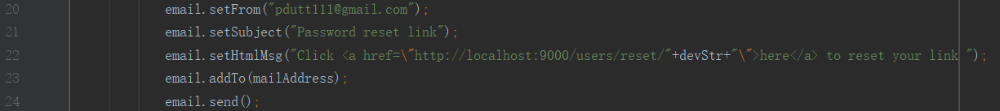 20 email.setFrom("pdutt111@gmail.com");
21 email.setSubject("Password reset link");
22 email.setHtmlMsg("Click <a href=\"http://localhost:9000/users/reset/"+devStr+"\">here</a> to reset your link ");
23 email.addTo(mailAddress);
24 email.send();